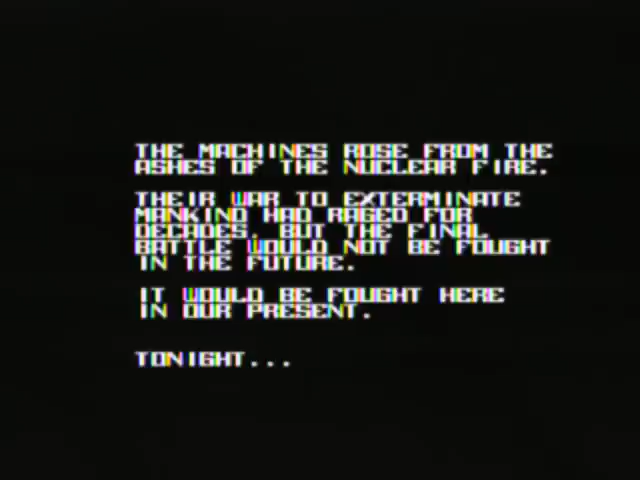 THE MACHINES ROSE FROM THE
ASHES OF THE NUCLEAR FIRE.
THEIR WAR TO EXTERMINATE
MANKIND HAD RAGED FOR
DECADES, BUT THE FINAL
BATTLE WOULD NOT BE FOUGHT
IN THE FUTURE.
IT WOULD BE FOUGHT HERE
IN OUR PRESENT.
TONIGHT...